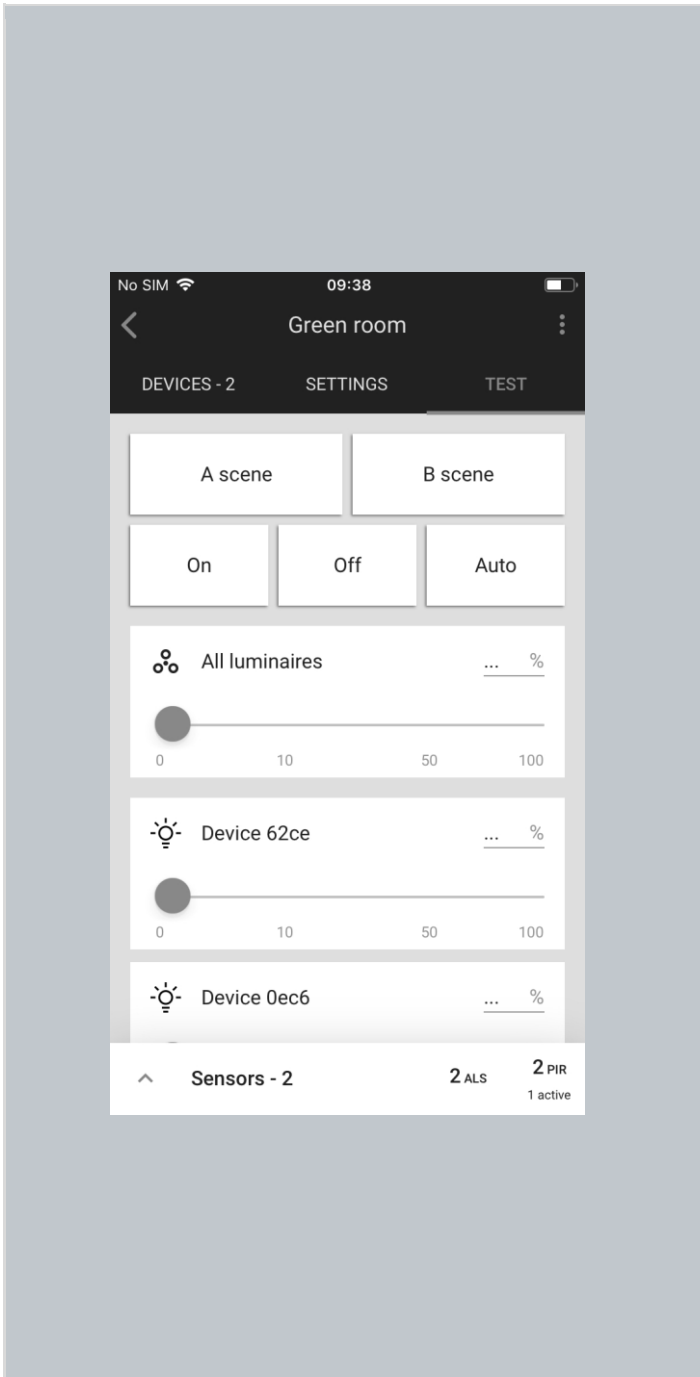 No SIM 09:38
Green room
DEVICES - 2 SETTINGS TEST
A scene B scene
On Off Auto
All luminaires ... %
0 10 50 100
Device 62ce ... %
0 10 50 100
Device 0ec6 ... %
Sensors - 2 2 ALS 2 PIR
1 active